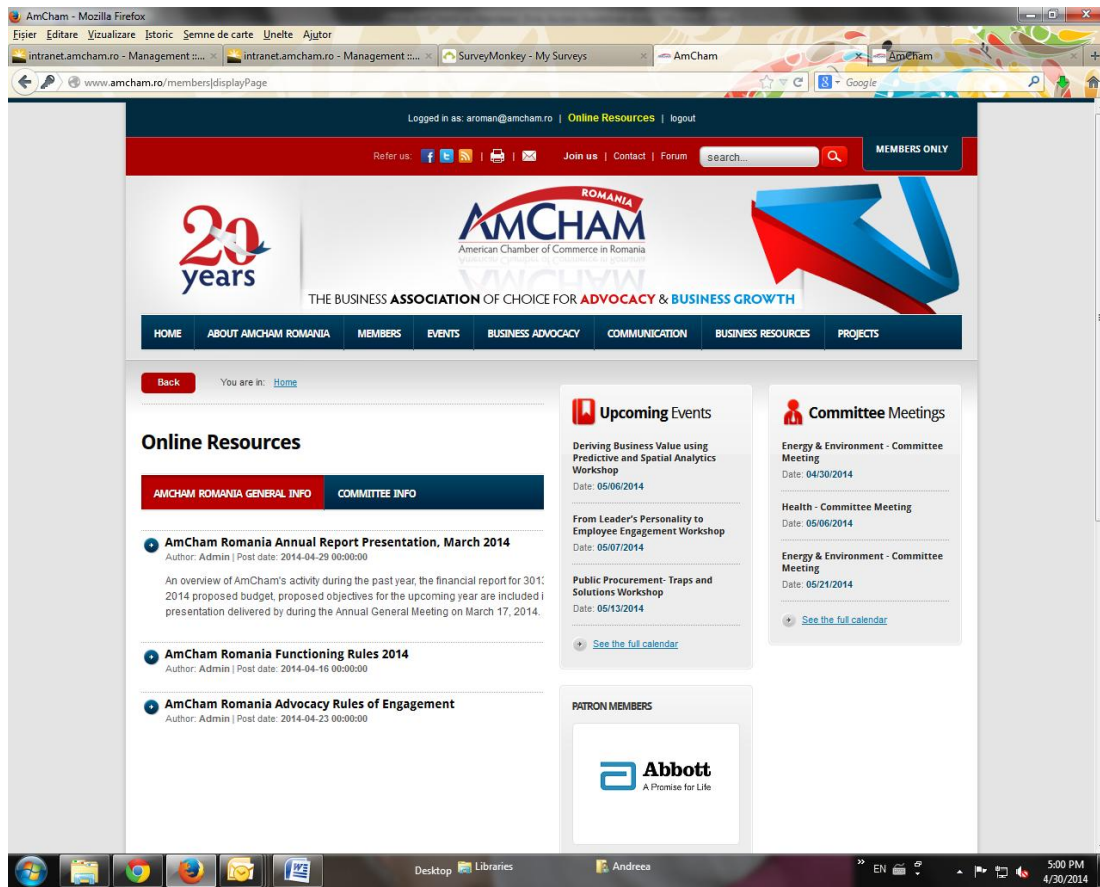 AmCham - Mozilla Firefox
Fișier Editare Vizualizare Istoric Semne de carte Unelte Ajutor
intranet.amcham.ro - Management ::...
intranet.amcham.ro - Management ::...
SurveyMonkey - My Surveys
AmCham
AmCham
www.amcham.ro/members|displayPage
Google
Logged in as: aroman@amcham.ro | Online Resources | logout
Refer us: | | Join us | Contact | Forum search...
MEMBERS ONLY
20 years
ROMANIA
AMCHAM
American Chamber of Commerce in Romania
THE BUSINESS ASSOCIATION OF CHOICE FOR ADVOCACY & BUSINESS GROWTH
HOME ABOUT AMCHAM ROMANIA MEMBERS EVENTS BUSINESS ADVOCACY COMMUNICATION BUSINESS RESOURCES PROJECTS
Back You are in: Home
Online Resources
AMCHAM ROMANIA GENERAL INFO COMMITTEE INFO
AmCham Romania Annual Report Presentation, March 2014
Author: Admin | Post date: 2014-04-29 00:00:00
An overview of AmCham's activity during the past year, the financial report for 3013
2014 proposed budget, proposed objectives for the upcoming year are included i
presentation delivered by during the Annual General Meeting on March 17, 2014.
AmCham Romania Functioning Rules 2014
Author: Admin | Post date: 2014-04-16 00:00:00
AmCham Romania Advocacy Rules of Engagement
Author: Admin | Post date: 2014-04-23 00:00:00
Upcoming Events
Deriving Business Value using
Predictive and Spatial Analytics
Workshop
Date: 05/06/2014
From Leader's Personality to
Employee Engagement Workshop
Date: 05/07/2014
Public Procurement- Traps and
Solutions Workshop
Date: 05/13/2014
See the full calendar
Committee Meetings
Energy & Environment - Committee
Meeting
Date: 04/30/2014
Health - Committee Meeting
Date: 05/06/2014
Energy & Environment - Committee
Meeting
Date: 05/21/2014
See the full calendar
PATRON MEMBERS
Abbott
A Promise for Life
Desktop Libraries Andreea EN 5:00 PM
4/30/2014